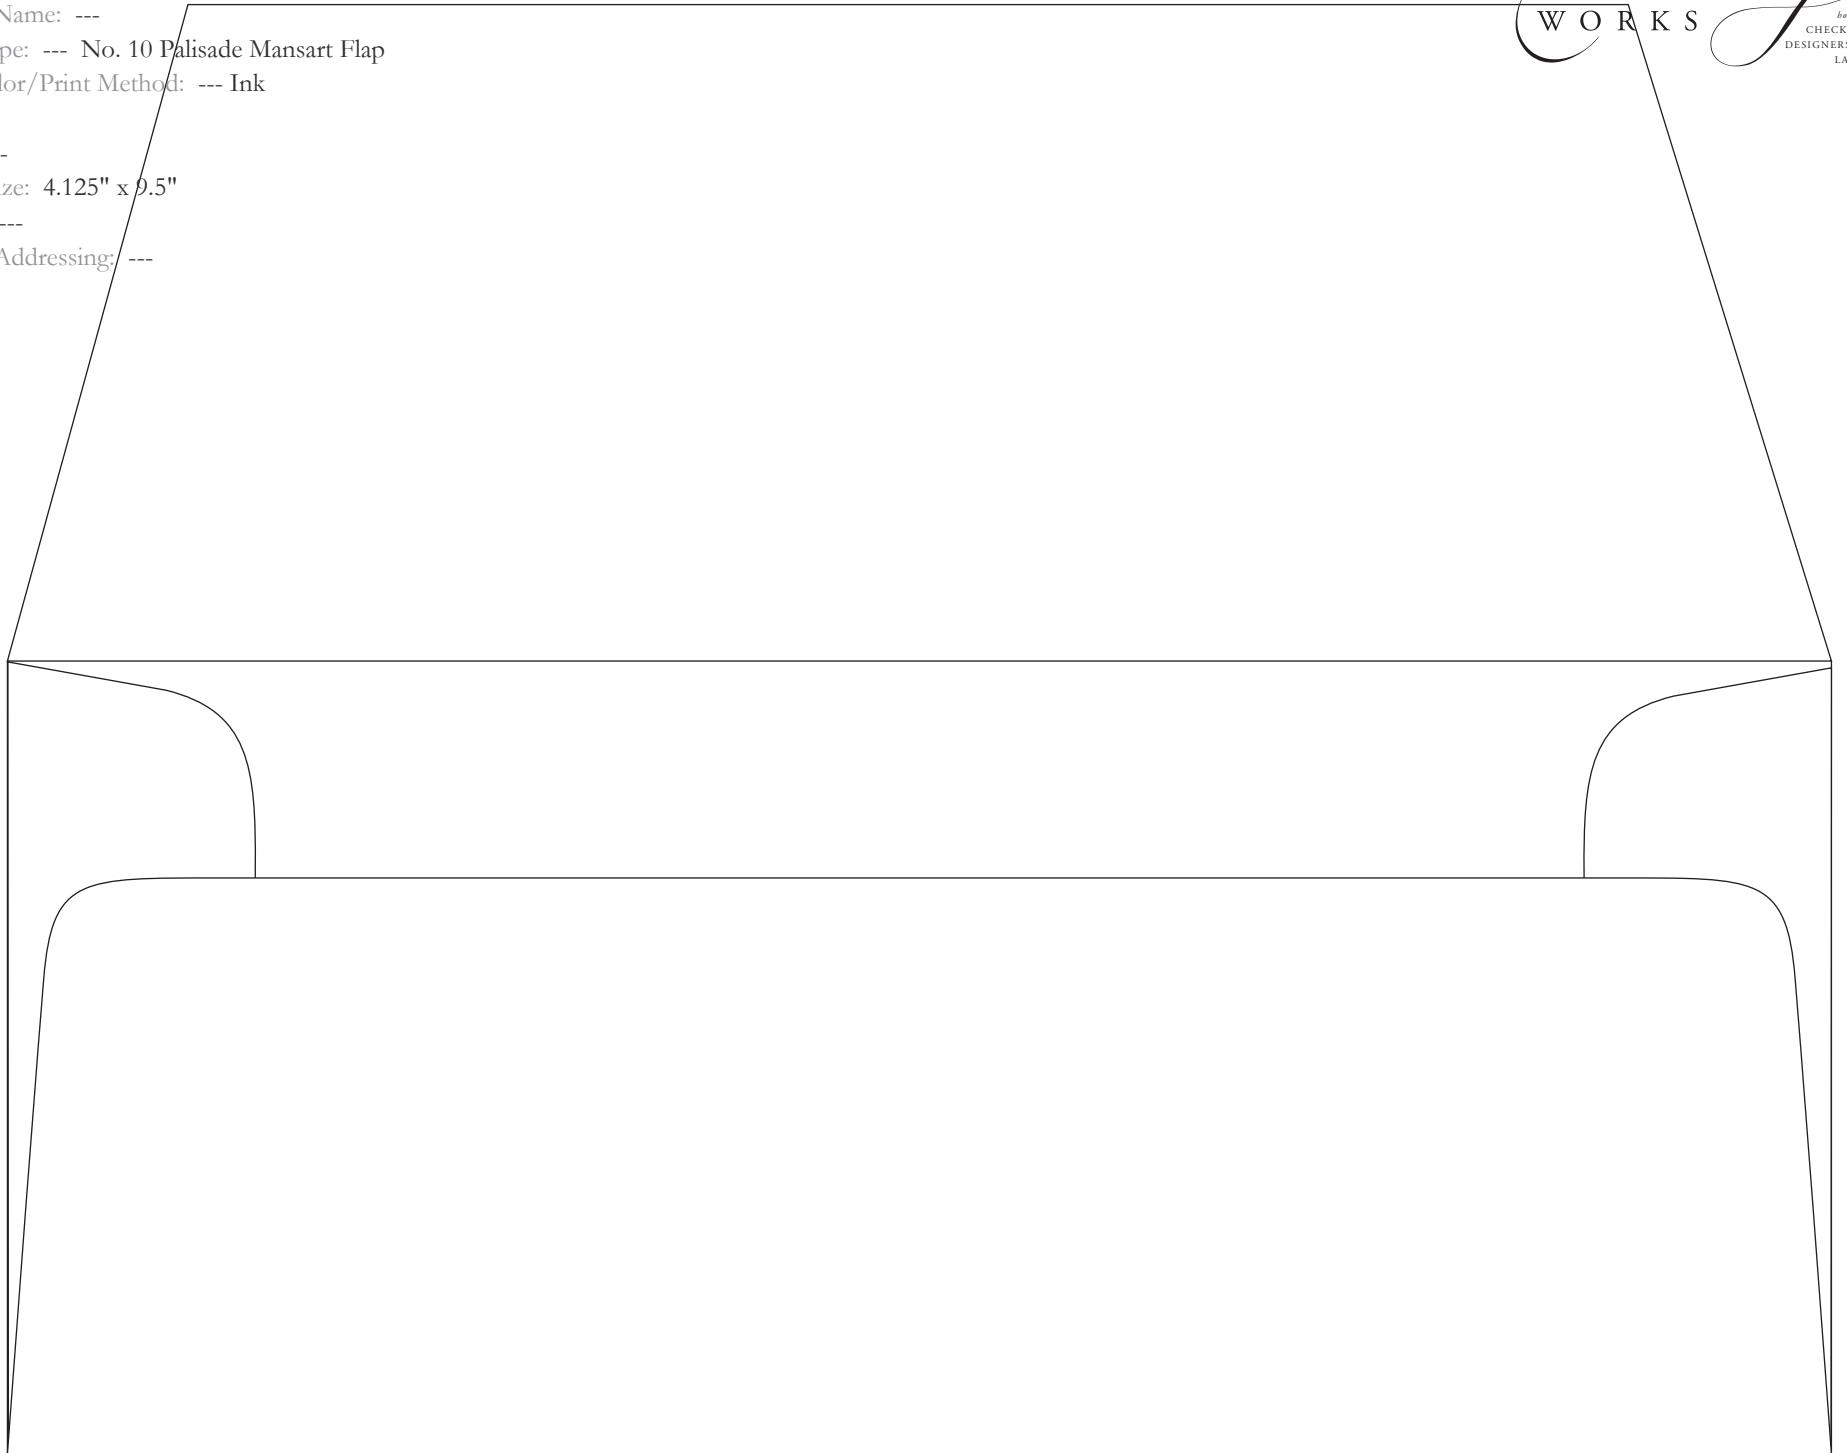 Name: ---
pe: --- No. 10 Palisade Mansart Flap
lor/Print Method: --- Ink
-
ze: 4.125" x 9.5"
---
Addressing: ---
WORKS
CHECK
DESIGNERS
LA